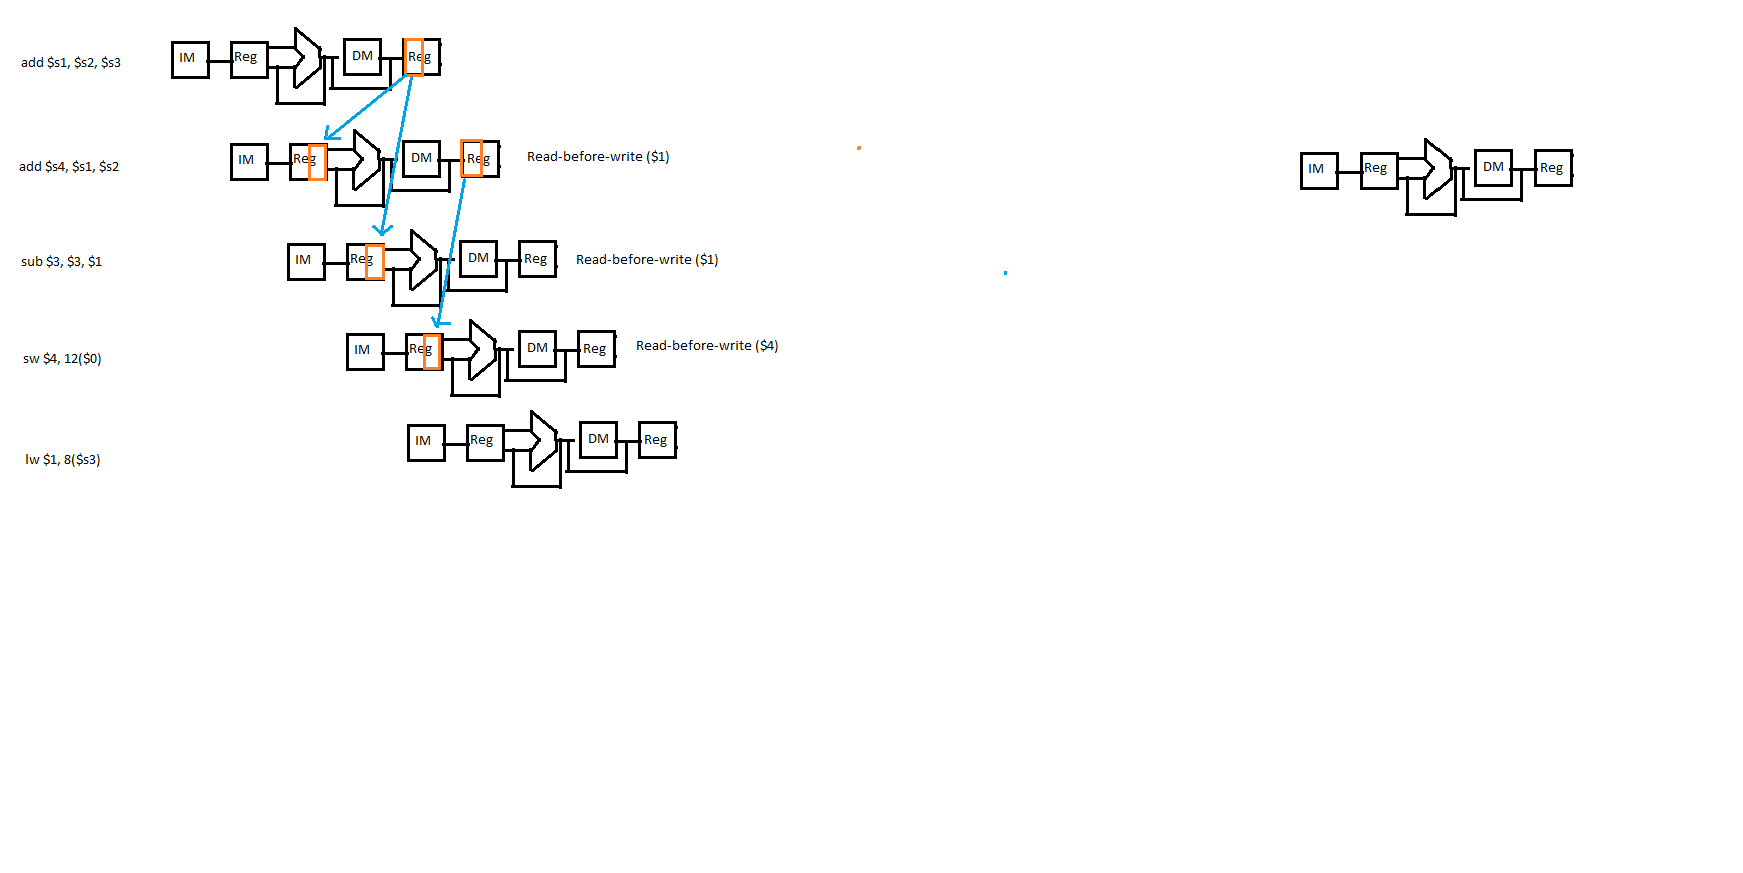 add $s1, $s2, $s3
IM
Reg
DM
Reg
add $s4, $s1, $s2
IM
Reg
DM
Reg
Read-before-write ($1)
IM
Reg
DM
Reg
sub $3, $3, $1
IM
Reg
DM
Reg
Read-before-write ($1)
sw $4, 12($0)
IM
Reg
DM
Reg
Read-before-write ($4)
lw $1, 8($s3)
IM
Reg
DM
Reg